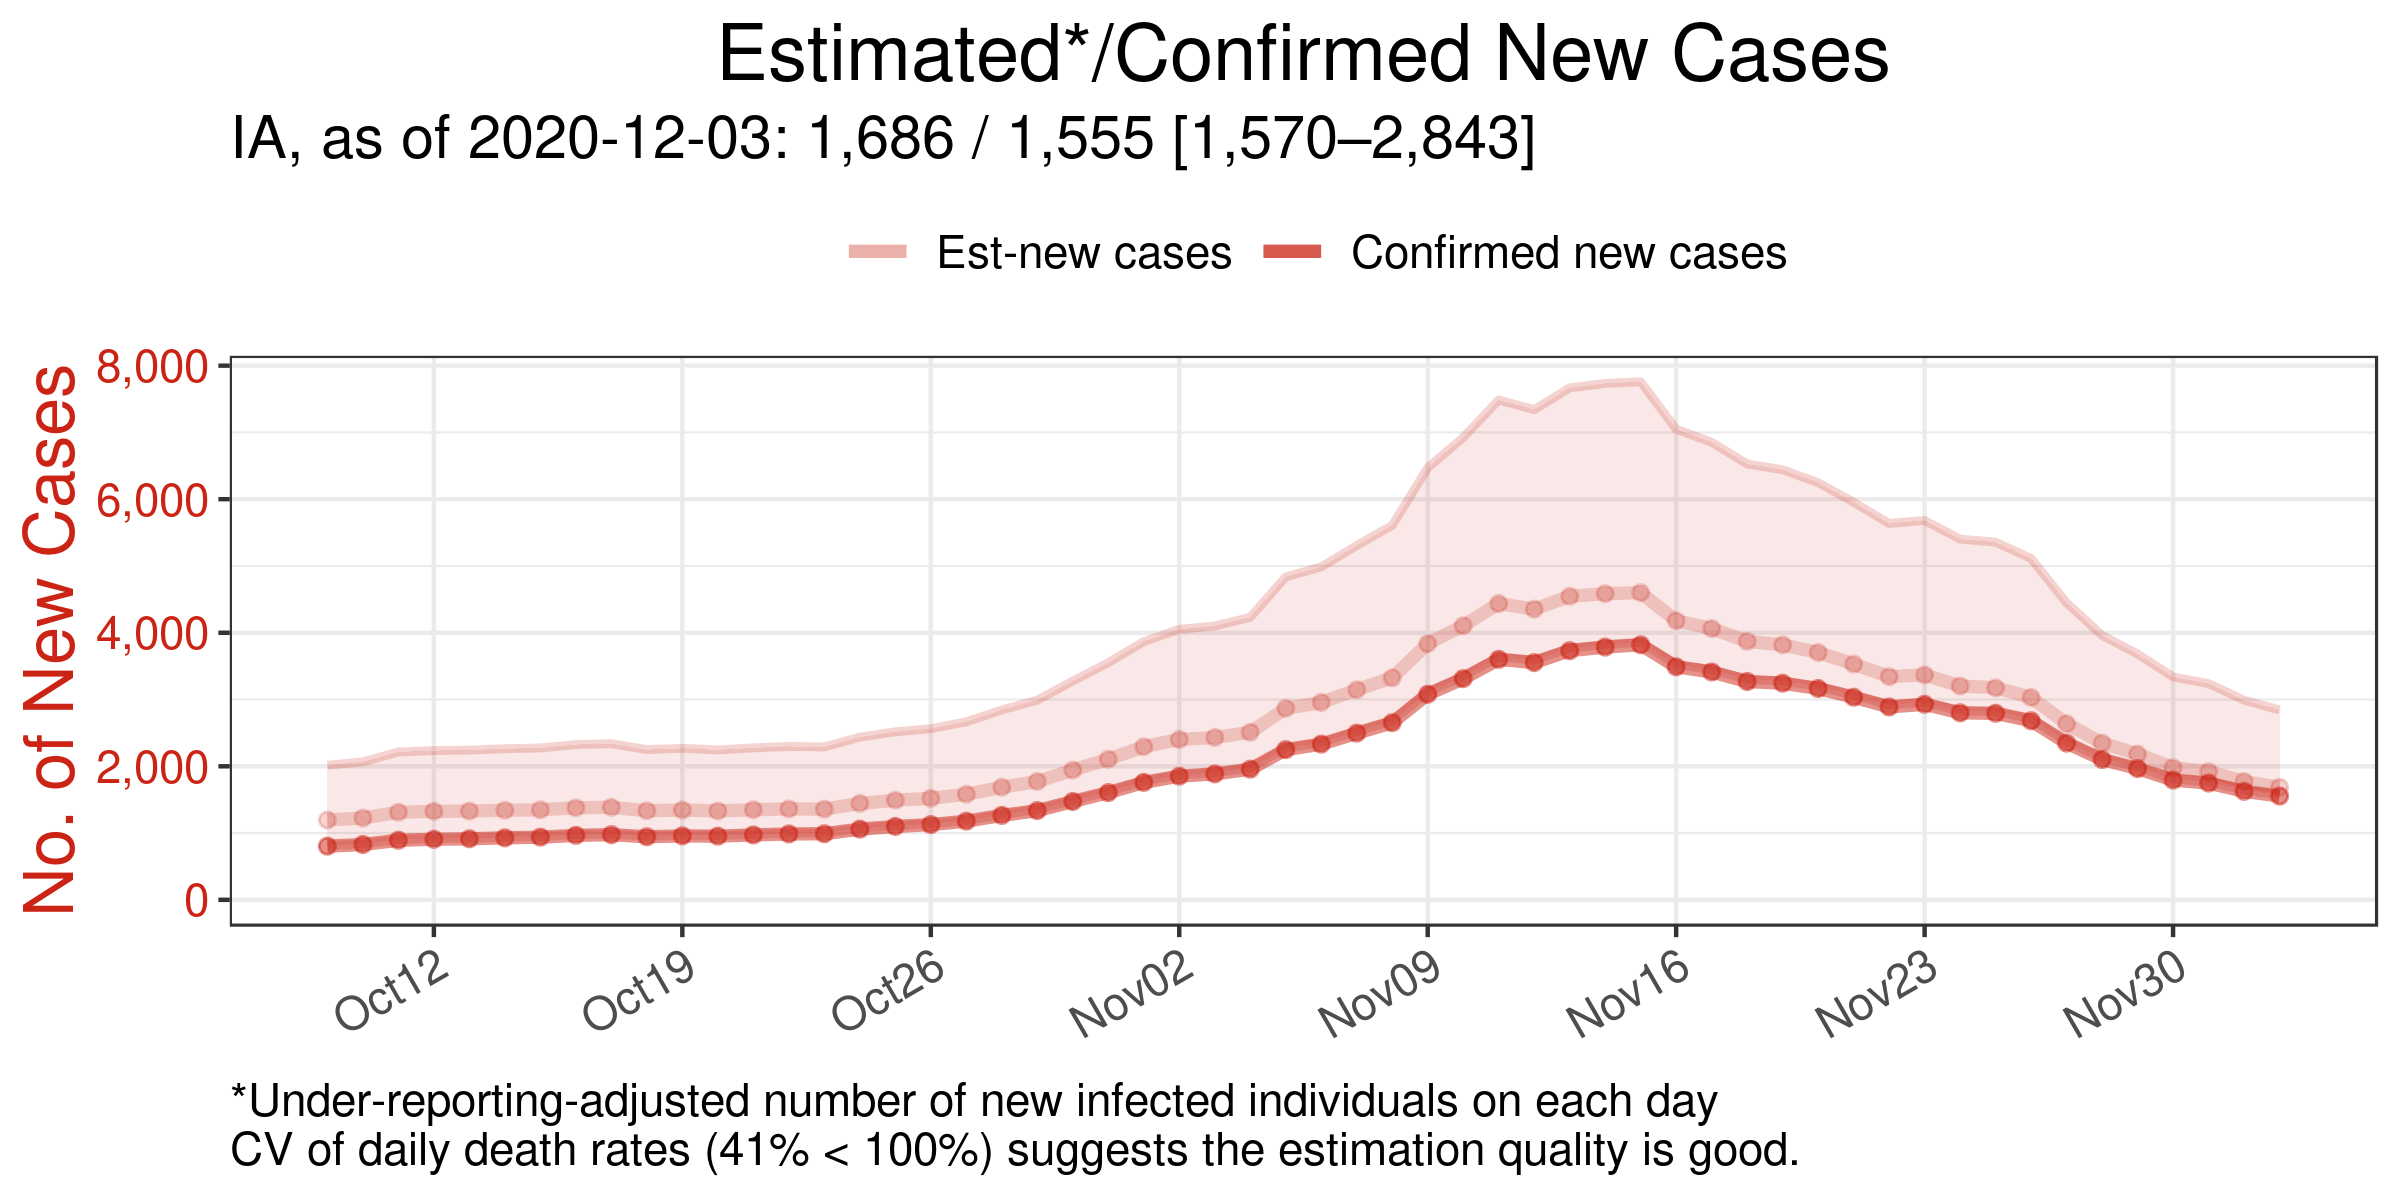 Estimated*/Confirmed New Cases
IA, as of 2020-12-03: 1,686 / 1,555 [1,570–2,843]
Est-new cases
Confirmed new cases
No. of New Cases
8,000
6,000
4,000
2,000
0
Oct12
Oct19
Oct26
Nov02
Nov09
Nov16
Nov23
Nov30
*Under-reporting-adjusted number of new infected individuals on each day
CV of daily death rates (41% < 100%) suggests the estimation quality is good.